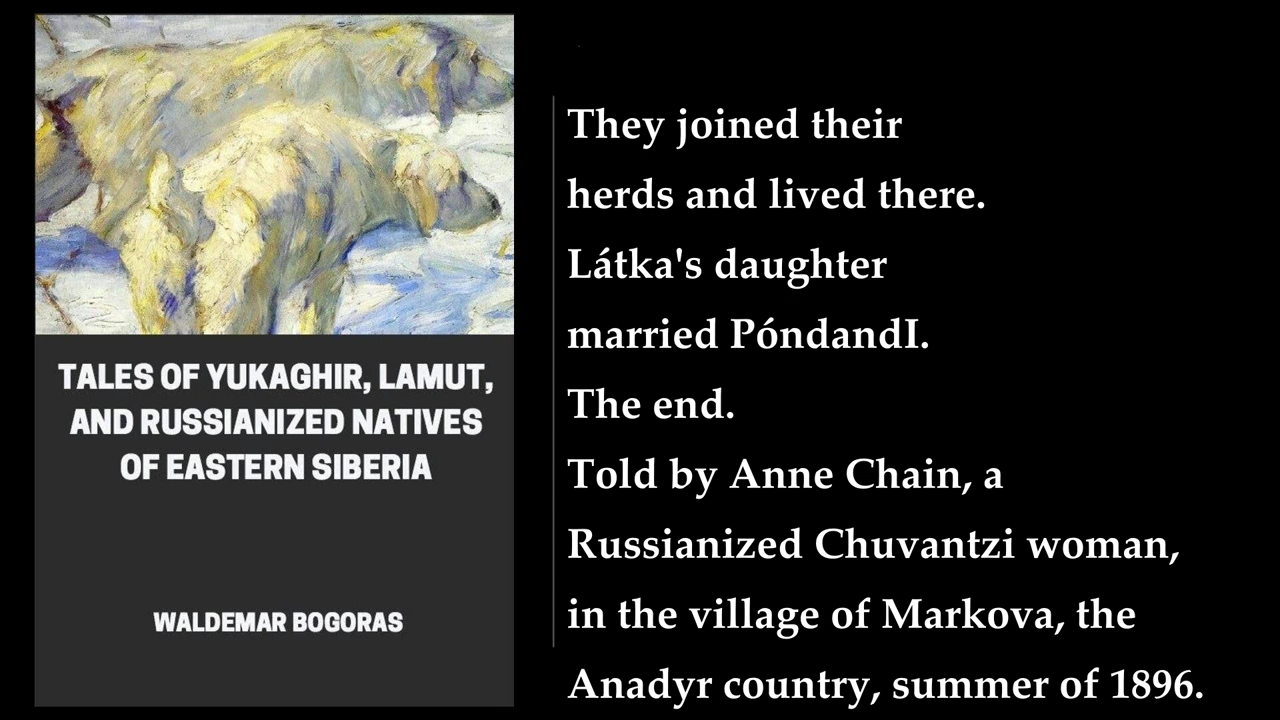 TALES OF YUKAGHIR, LAMUT,
AND RUSSIANIZED NATIVES
OF EASTERN SIBERIA
WALDEMAR BOGORAS
They joined their
herds and lived there.
Látka's daughter
married PóndandI.
The end.
Told by Anne Chain, a
Russianized Chuvantzi woman,
in the village of Markova, the
Anadyr country, summer of 1896.